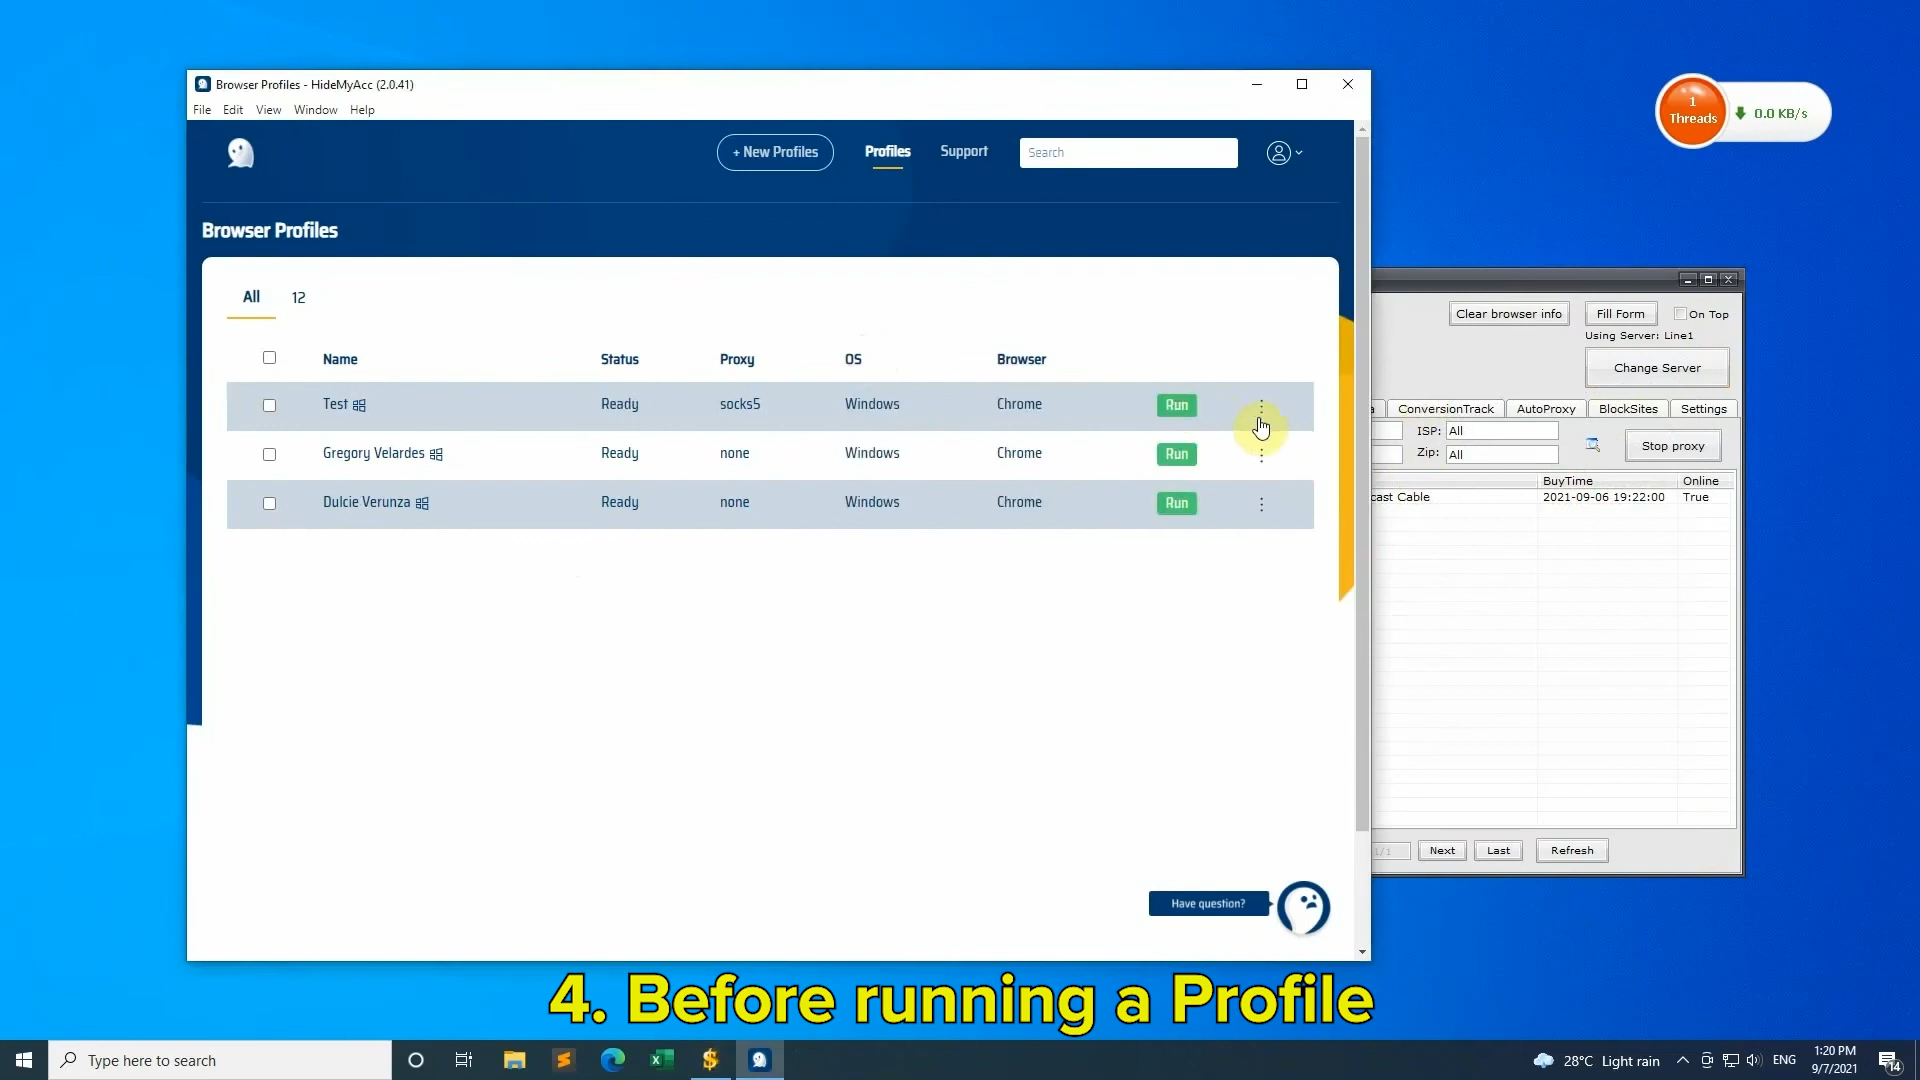 Browser Profiles - HideMyAcc (2.0.41)
File Edit View Window Help
+ New Profiles Profiles Support Search
Browser Profiles
All 12
Name Status Proxy OS Browser
Test Ready socks5 Windows Chrome Run
Gregory Velardes Ready none Windows Chrome Run
Dulcie Verunza Ready none Windows Chrome Run
Have question?
1
Threads
0.0 KB/s
Clear browser info Fill Form On Top
Using Server: Line1
Change Server
ConversionTrack AutoProxy BlockSites Settings
ISP: All
Zip: All
Stop proxy
BuyTime Online
cast Cable 2021-09-06 19:22:00 True
1/1 Next Last Refresh
4. Before running a Profile
Type here to search
28°C Light rain
ENG
1:20 PM
9/7/2021
14